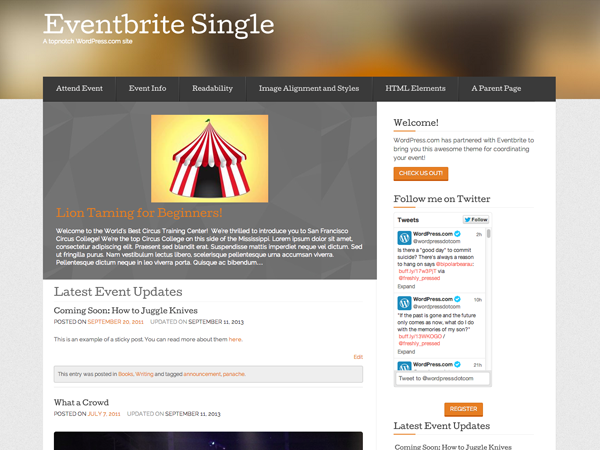 Eventbrite Single
A topnotch WordPress.com site
Attend Event
Event Info
Readability
Image Alignment and Styles
HTML Elements
A Parent Page
Lion Taming for Beginners!
Welcome to the World's Best Circus Training Center! We're thrilled to introduce you to San Francisco
Circus College! We're the top Circus College on this side of the Mississippi. Lorem ipsum dolor sit amet,
consectetur adipiscing elit. Praesent sed blandit erat. Suspendisse mattis imperdiet neque vel dictum. Sed
ut fringilla purus. Nam vestibulum lectus libero, scelerisque pellentesque urna accumsan viverra.
Pellentesque dictum neque in leo viverra porta. Quisque ac bibendum....
Latest Event Updates
Coming Soon: How to Juggle Knives
POSTED ON SEPTEMBER 20, 2011 UPDATED ON SEPTEMBER 11, 2013
This is an example of a sticky post. You can read more about them here.
Edit
This entry was posted in Books, Writing and tagged announcement, panache.
What a Crowd
POSTED ON JULY 7, 2011 UPDATED ON SEPTEMBER 11, 2013
Welcome!
WordPress.com has partnered with Eventbrite to
bring you this awesome theme for coordinating
your event!
CHECK US OUT!
Follow me on Twitter
Tweets
Follow
WordPress.com 2h
@wordpressdotcom
Is there a "good" day to commit
suicide? There's always a reason
to hang on says
via
@freshly_pressed
Expand
WordPress.com 10h
@wordpressdotcom
"If the past is gone and the future
only comes as now, what do I do
with the memories of my son?"
/
@freshly_pressed
Expand
WordPress.com 21h
@wordpressdotcom
Tweet to @wordpressdotcom
REGISTER
Latest Event Updates
Coming Soon: How to Juggle Knives